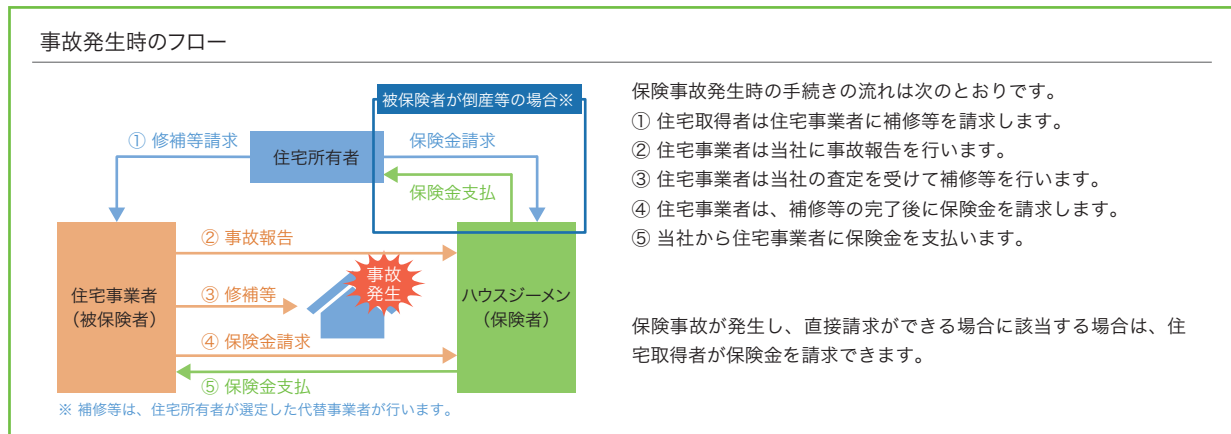 事故発生時のフロー
被保険者が倒産等の場合※
① 修補等請求
住宅所有者
保険金請求
保険金支払
② 事故報告
事故
発生
住宅事業者
（被保険者）
③ 修補等
ハウスジーメン
（保険者）
④ 保険金請求
⑤ 保険金支払
※ 補修等は、住宅所有者が選定した代替事業者が行います。
保険事故発生時の手続きの流れは次のとおりです。
① 住宅取得者は住宅事業者に補修等を請求します。
② 住宅事業者は当社に事故報告を行います。
③ 住宅事業者は当社の査定を受けて補修等を行います。
④ 住宅事業者は、補修等の完了後に保険金を請求します。
⑤ 当社から住宅事業者に保険金を支払います。
保険事故が発生し、直接請求ができる場合に該当する場合は、住
宅取得者が保険金を請求できます。